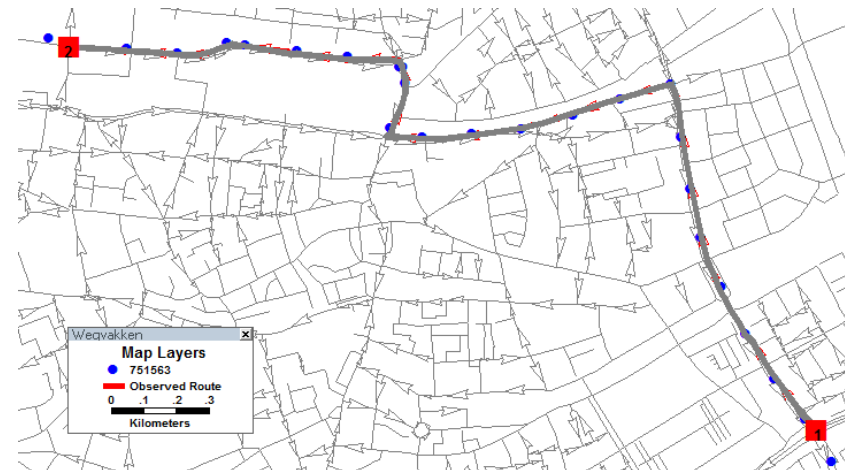 2
Wegvakken
Map Layers
751563
Observed Route
0 .1 .2 .3
Kilometers
1